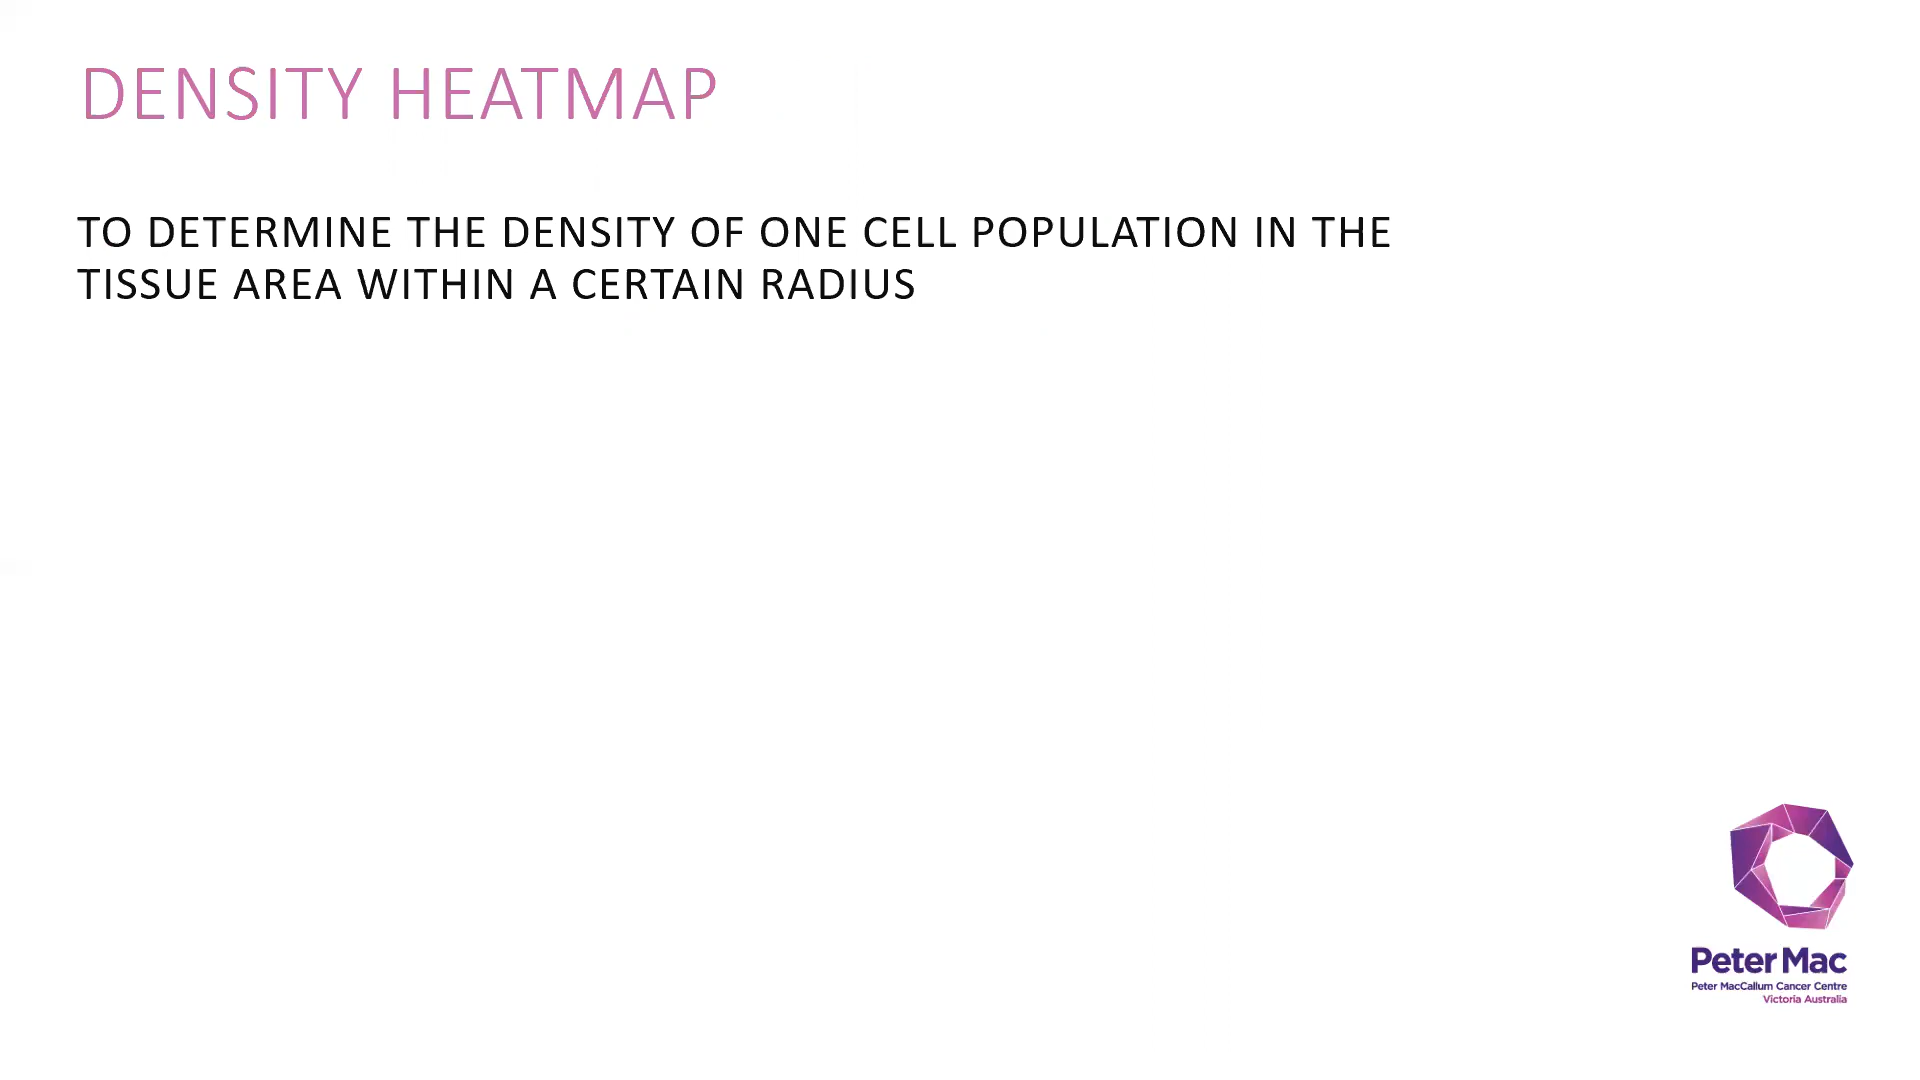 DENSITY HEATMAP
TO DETERMINE THE DENSITY OF ONE CELL POPULATION IN THE
TISSUE AREA WITHIN A CERTAIN RADIUS
Peter Mac
Peter MacCallum Cancer Centre
Victoria Australia